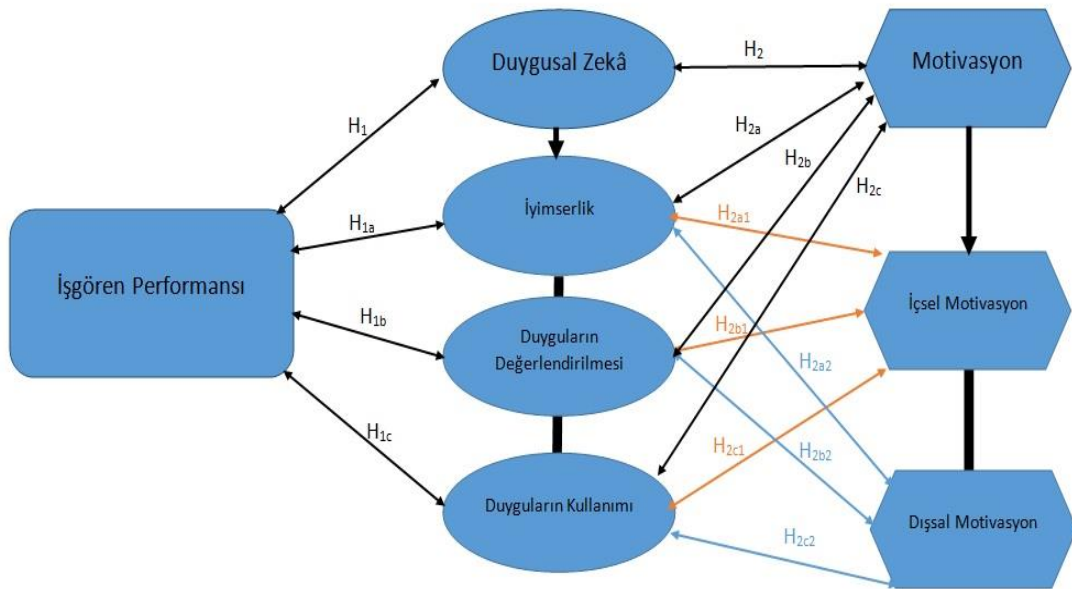 Duygusal Zekâ
H2
Motivasyon
H1
H2a
H2b
H2c
İyimserlik
H1a
H2a1
İşgören Performansı
İçsel Motivasyon
H1b
Duyguların
Değerlendirilmesi
H2b1
H2a2
H1c
H2c1
H2b2
Duyguların Kullanımı
Dışsal Motivasyon
H2c2